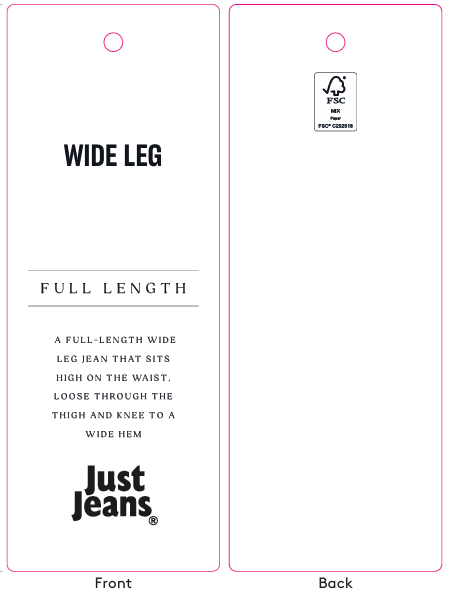 WIDE LEG
FULL LENGTH
A FULL-LENGTH WIDE
LEG JEAN THAT SITS
HIGH ON THE WAIST,
LOOSE THROUGH THE
THIGH AND KNEE TO A
WIDE HEM
Just
Jeans®
Front
FSC
MIX
Paper
FSC® C202518
Back